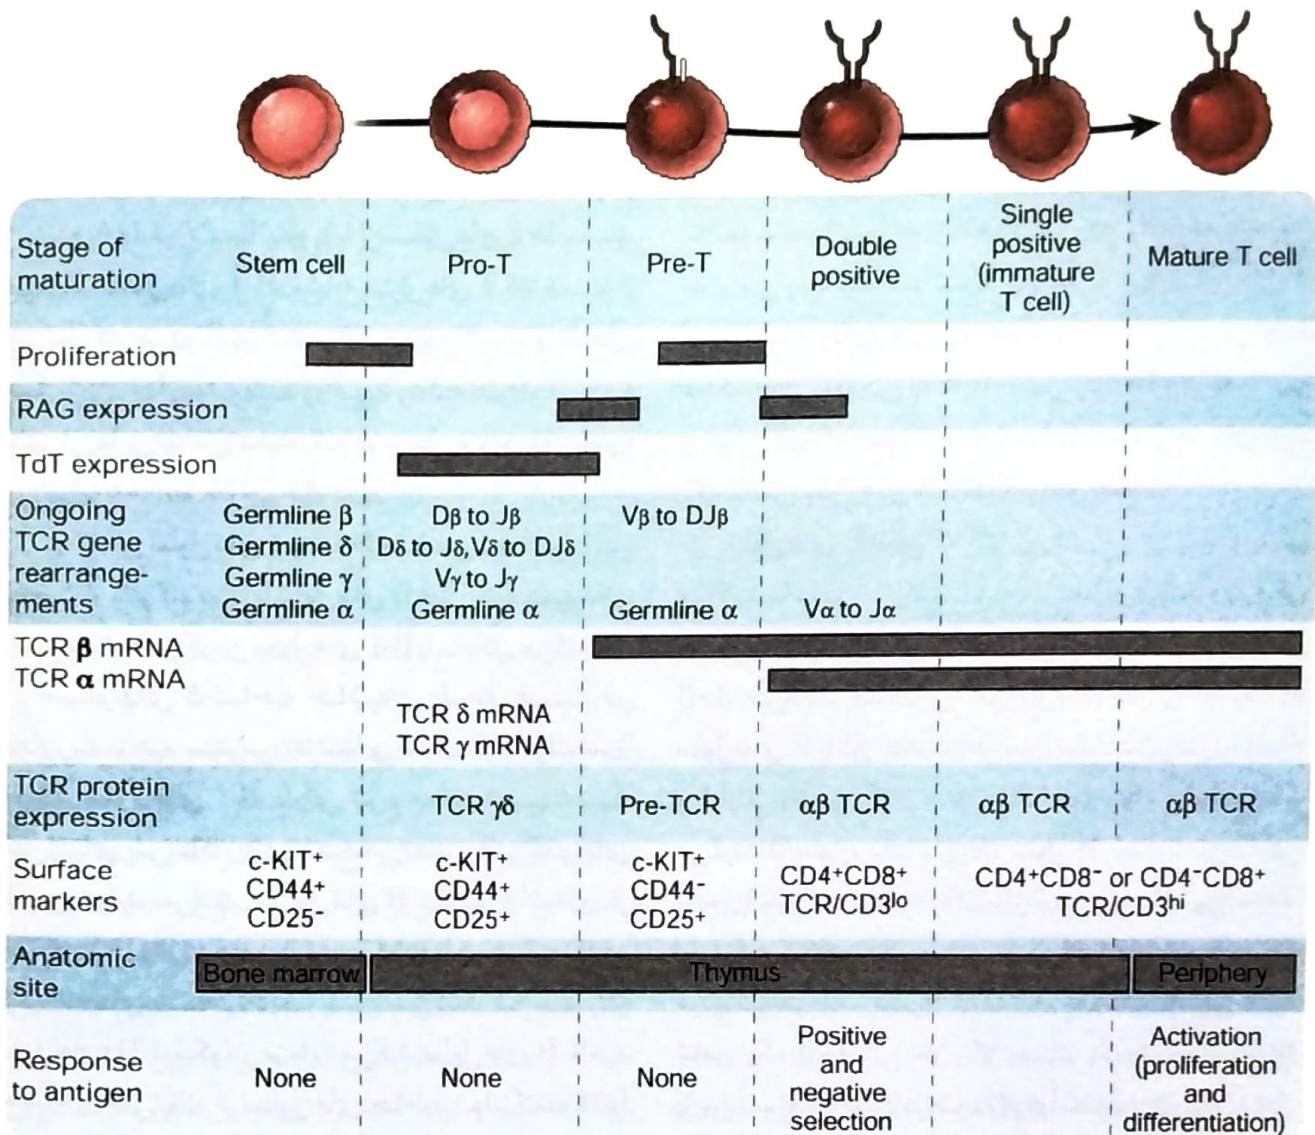 Stage of maturation
Stem cell
Pro-T
Pre-T
Double positive
Single positive (immature T cell)
Mature T cell
Proliferation
RAG expression
TdT expression
Ongoing TCR gene rearrange-ments
Germline β Dβ to Jβ Vβ to DJβ
Germline δ Dδ to Jδ,Vδ to DJδ
Germline γ Vγ to Jγ
Germline α Germline α Germline α Vα to Jα
TCR β mRNA
TCR α mRNA
TCR δ mRNA
TCR γ mRNA
TCR protein expression
TCR γδ
Pre-TCR
αβ TCR
αβ TCR
αβ TCR
Surface markers
c-KIT⁺ c-KIT⁺ c-KIT⁺
CD44⁺ CD44⁺ CD44⁻
CD25⁻ CD25⁺ CD25⁺
CD4⁺CD8⁺
TCR/CD3ˡᵒ
CD4⁺CD8⁻ or CD4⁻CD8⁺
TCR/CD3ʰⁱ
Anatomic site
Bone marrow
Thymus
Periphery
Response to antigen
None
None
None
Positive and negative selection
Activation (proliferation and differentiation)